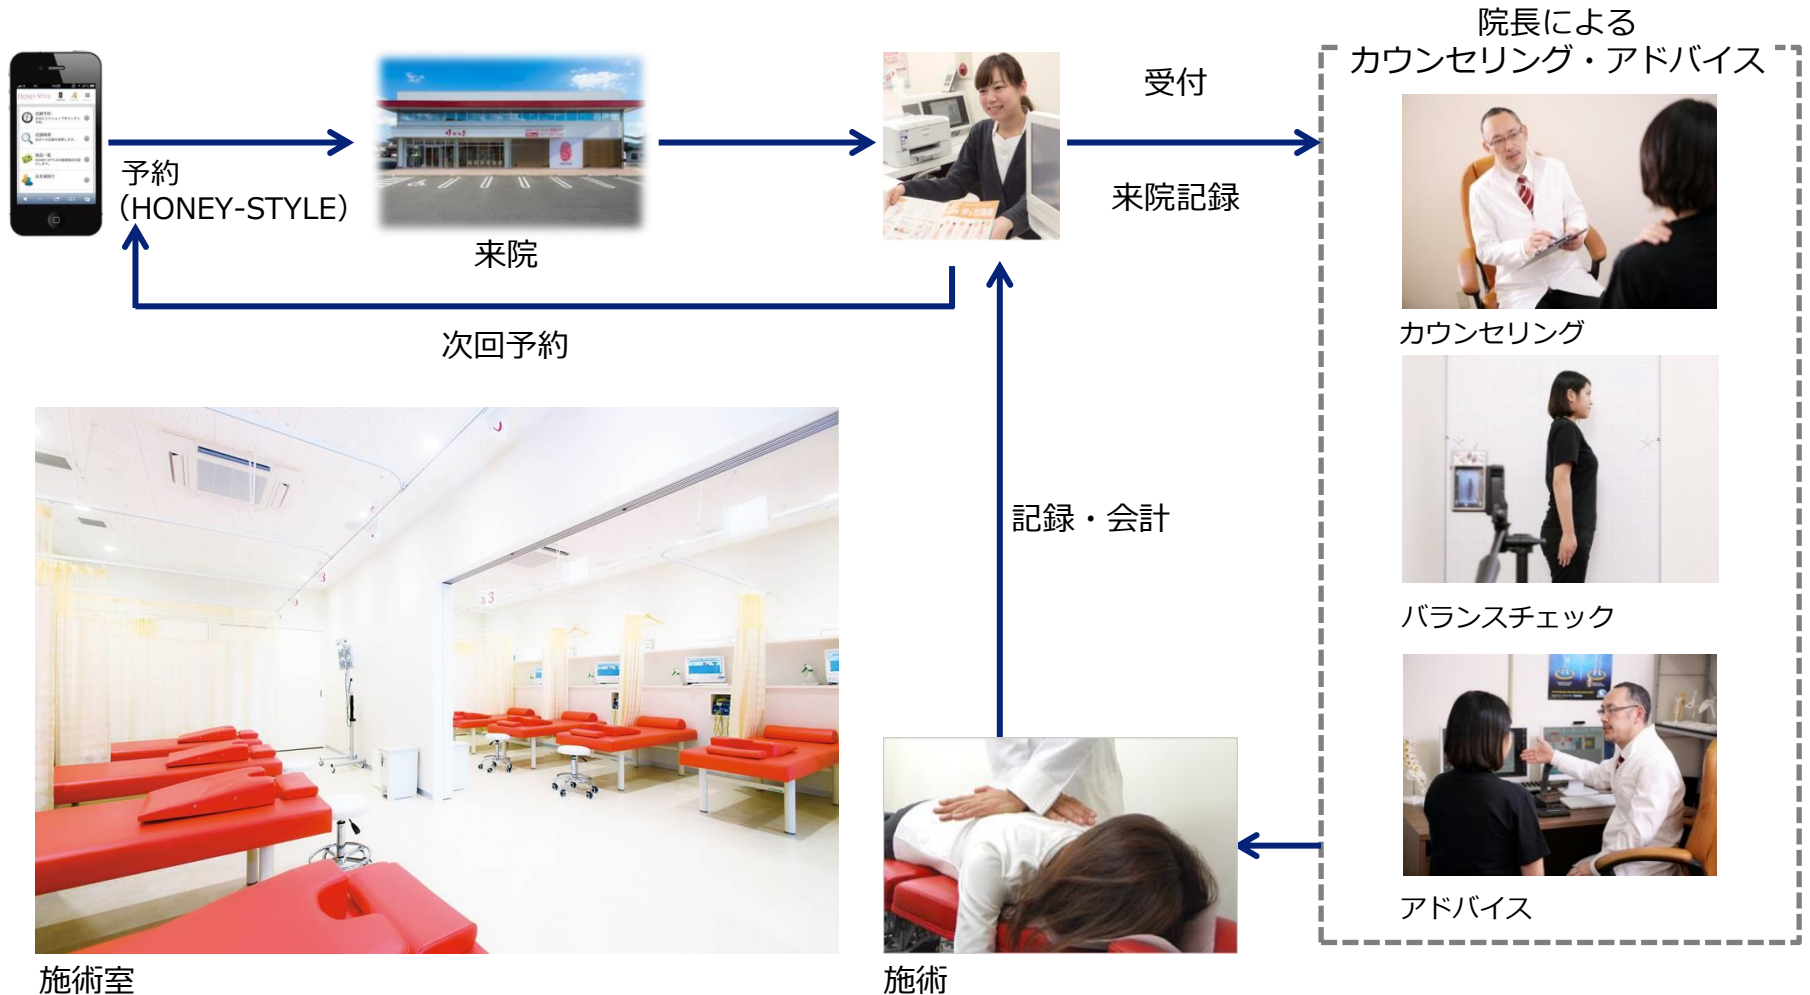 院長による
カウンセリング・アドバイス
受付
予約
（HONEY-STYLE）
来院記録
来院
カウンセリング
次回予約
記録・会計
バランスチェック
アドバイス
施術室
施術